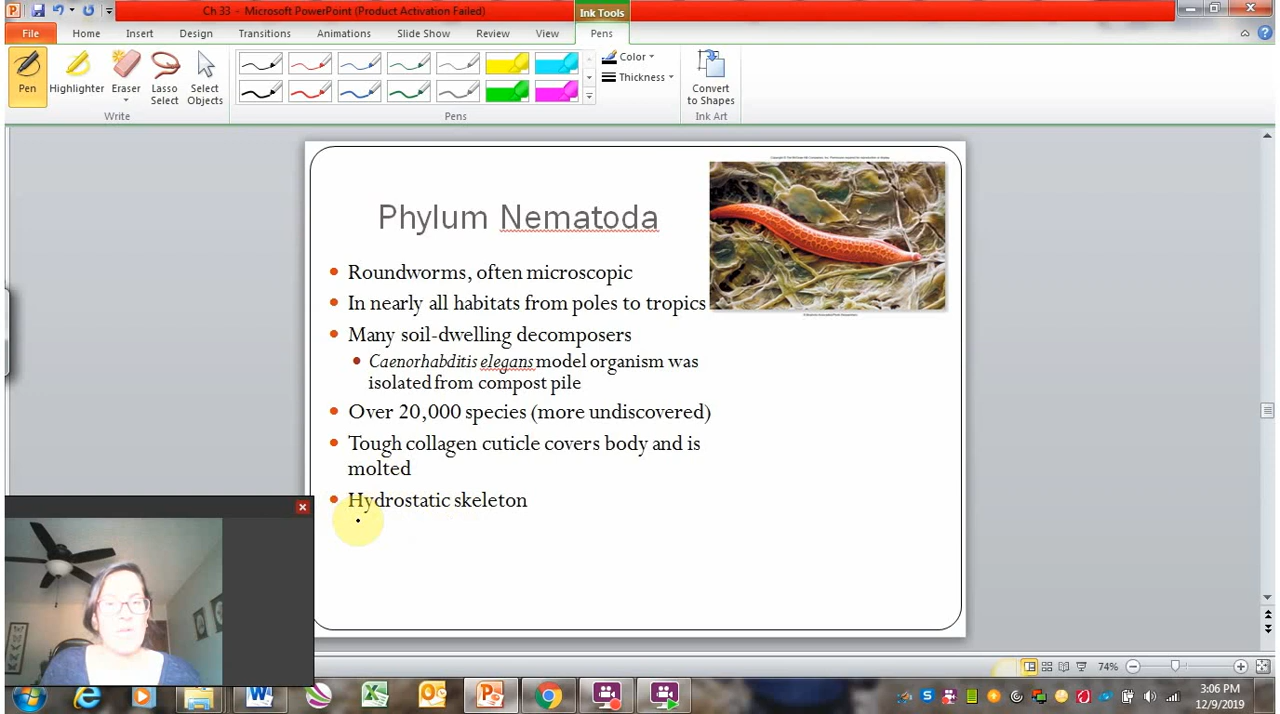 Ch 33 - Microsoft PowerPoint (Product Activation Failed)
Ink Tools
File
Home
Insert
Design
Transitions
Animations
Slide Show
Review
View
Pens
Pen
Highlighter
Eraser
Lasso
Select
Select
Objects
Color
Thickness
Convert
to Shapes
Write
Pens
Ink Art
Phylum Nematoda
Roundworms, often microscopic
In nearly all habitats from poles to tropics
Many soil-dwelling decomposers
Caenorhabditis elegans model organism was
isolated from compost pile
Over 20,000 species (more undiscovered)
Tough collagen cuticle covers body and is
molted
Hydrostatic skeleton
74%
3:06 PM
12/9/2019